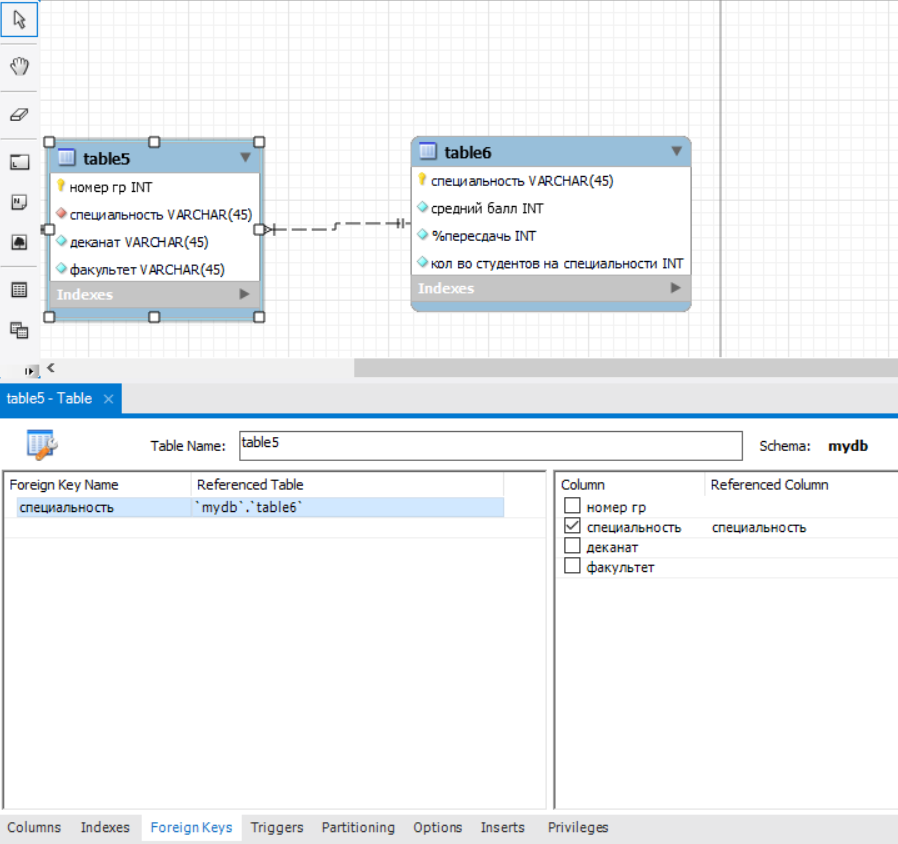 table5
номер гр INT
специальность VARCHAR(45)
деканат VARCHAR(45)
факультет VARCHAR(45)
Indexes
table6
специальность VARCHAR(45)
средний балл INT
%пересдачь INT
кол во студентов на специальности INT
Indexes
table5 - Table
Table Name: table5 Schema: mydb
Foreign Key Name Referenced Table
специальность `mydb`.`table6`
Column Referenced Column
номер гр
специальность специальность
деканат
факультет
Columns Indexes Foreign Keys Triggers Partitioning Options Inserts Privileges